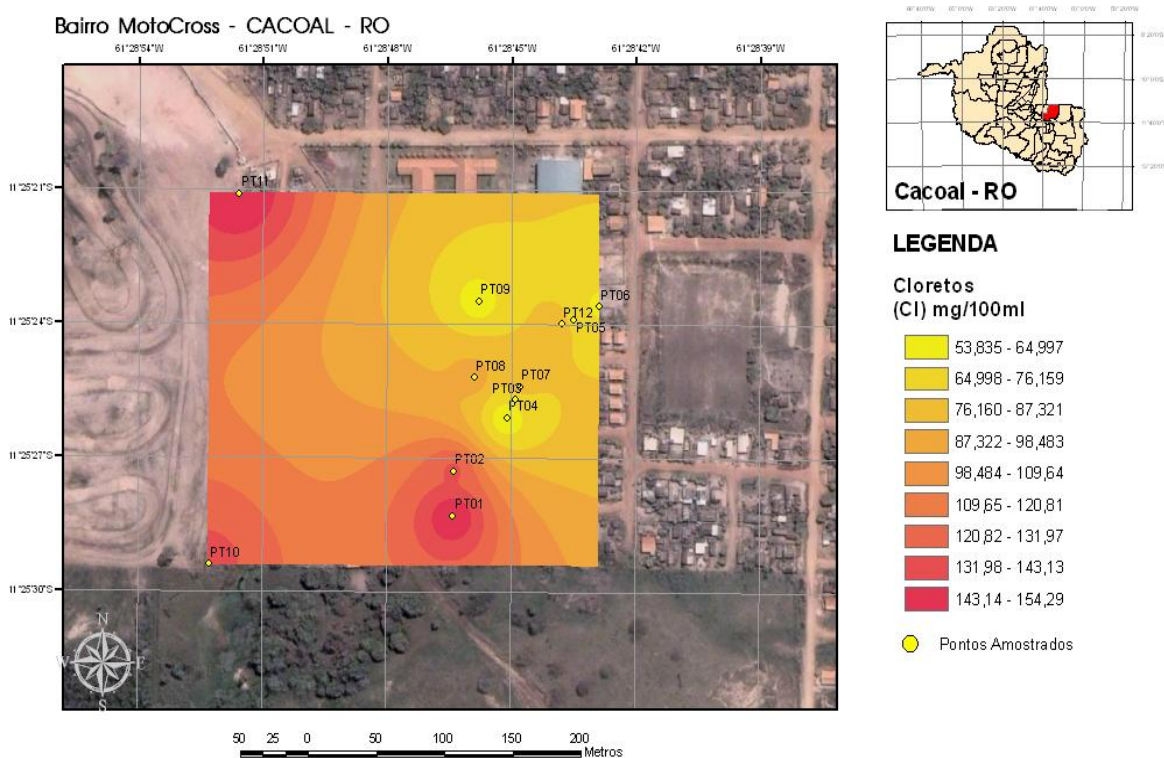 Bairro MotoCross - CACOAL - RO
61°28'54"W 61°28'51"W 61°28'48"W 61°28'45"W 61°28'42"W 61°28'39"W
11°25'21"S
11°25'24"S
11°25'27"S
11°25'30"S
PT11
PT09
PT06
PT12
PT05
PT08
PT07
PT03
PT04
PT02
PT01
PT10
N
W E
S
50 25 0 50 100 150 200
Metros
Cacoal - RO
LEGENDA
Cloretos
(Cl) mg/100ml
53,835 - 64,997
64,998 - 76,159
76,160 - 87,321
87,322 - 98,483
98,484 - 109,64
109,65 - 120,81
120,82 - 131,97
131,98 - 143,13
143,14 - 154,29
Pontos Amostrados